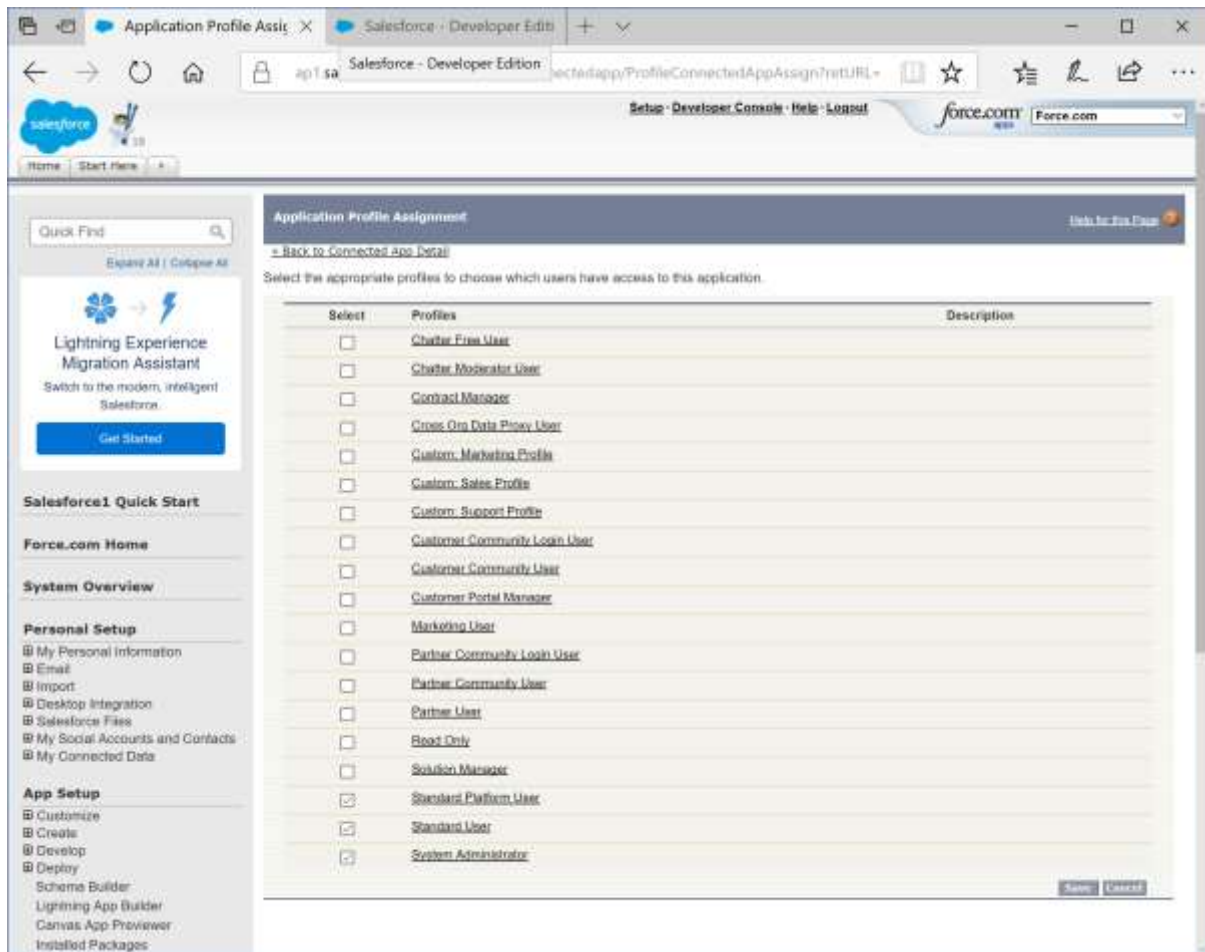 Application Profile Assig
Salesforce - Developer Editi
Salesforce - Developer Edition
ap1.sa
ectedapp/ProfileConnectedAppAssign?retURL=
salesforce
18
Setup · Developer Console · Help · Logout
force.com
apps
Force.com
Home
Start Here
+
Quick Find
Expand All | Collapse All
Lightning Experience
Migration Assistant
Switch to the modern, intelligent
Salesforce.
Get Started
Salesforce1 Quick Start
Force.com Home
System Overview
Personal Setup
My Personal Information
Email
Import
Desktop Integration
Salesforce Files
My Social Accounts and Contacts
My Connected Data
App Setup
Customize
Create
Develop
Deploy
Schema Builder
Lightning App Builder
Canvas App Previewer
Installed Packages
Application Profile Assignment
Help for this Page
« Back to Connected App Detail
Select the appropriate profiles to choose which users have access to this application.
Select Profiles Description
Chatter Free User
Chatter Moderator User
Contract Manager
Cross Org Data Proxy User
Custom: Marketing Profile
Custom: Sales Profile
Custom: Support Profile
Customer Community Login User
Customer Community User
Customer Portal Manager
Marketing User
Partner Community Login User
Partner Community User
Partner User
Read Only
Solution Manager
Standard Platform User
Standard User
System Administrator
Save Cancel